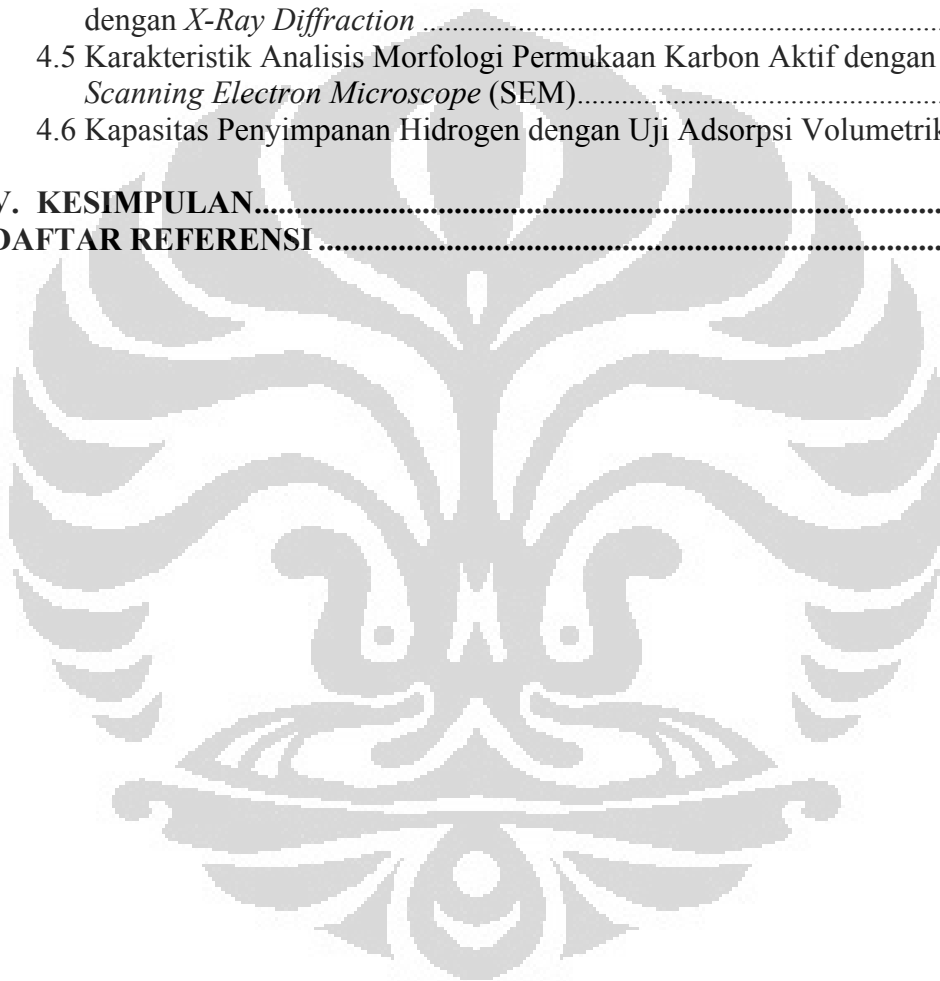 dengan X-Ray Diffraction ..........................................................................
4.5 Karakteristik Analisis Morfologi Permukaan Karbon Aktif dengan
Scanning Electron Microscope (SEM)..................................................
4.6 Kapasitas Penyimpanan Hidrogen dengan Uji Adsorpsi Volumetrik
V. KESIMPULAN.......................................................................................
DAFTAR REFERENSI ..............................................................................